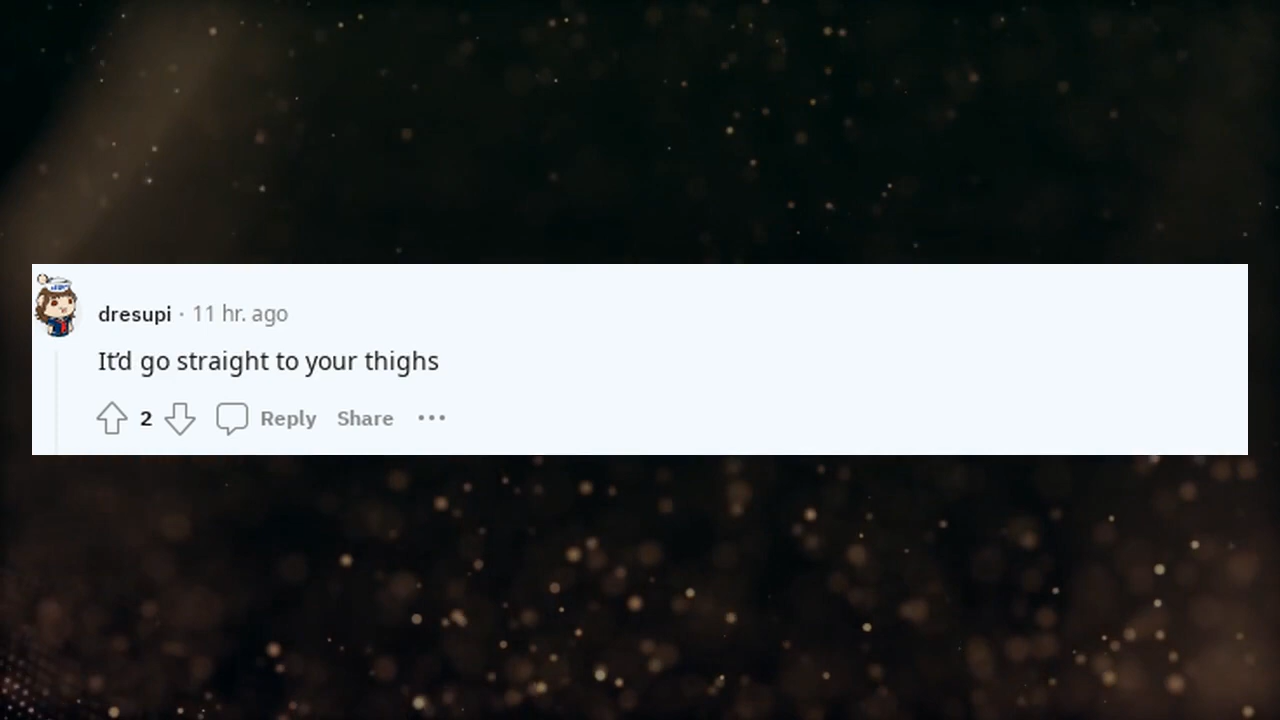 dresupi · 11 hr. ago
It'd go straight to your thighs
2 Reply Share ···